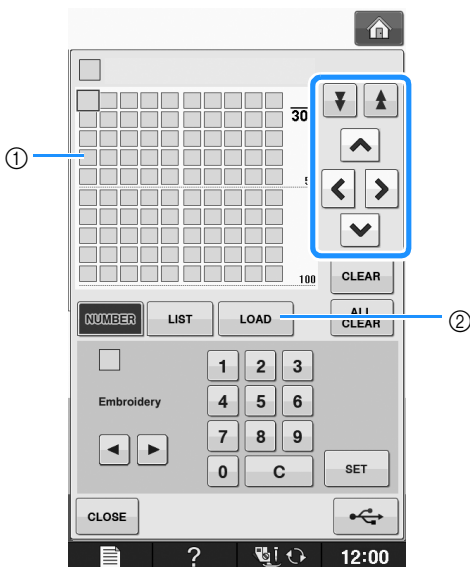 30
5
①
100
CLEAR
NUMBER LIST LOAD ALL CLEAR
②
1 2 3
Embroidery
4 5 6
7 8 9
0 C SET
CLOSE
? 12:00